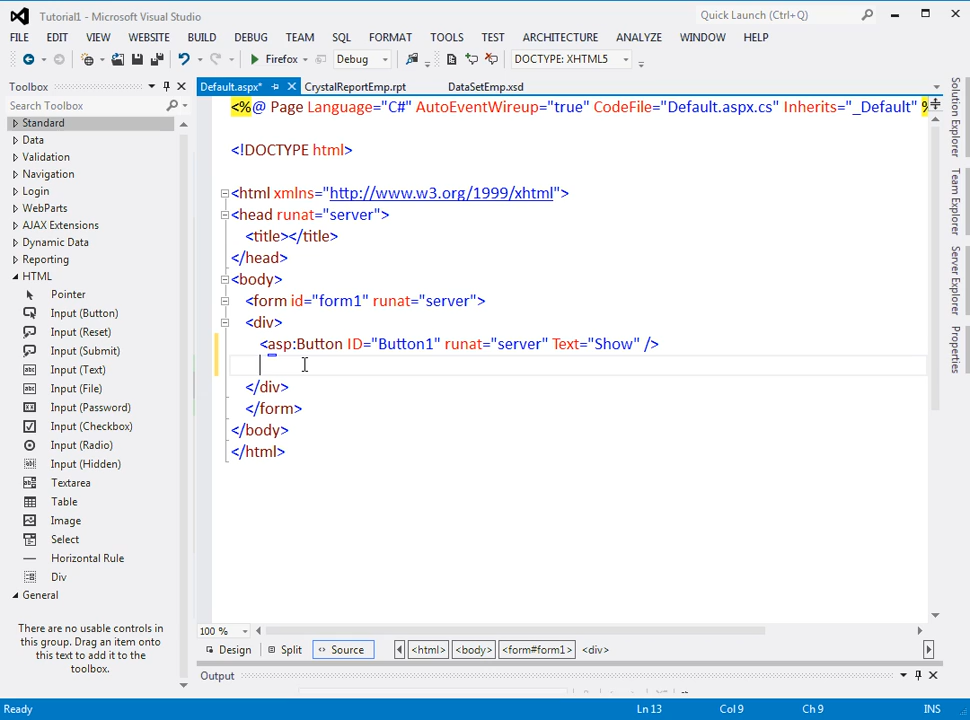 Tutorial1 - Microsoft Visual Studio
Quick Launch (Ctrl+Q)
FILE EDIT VIEW WEBSITE BUILD DEBUG TEAM SQL FORMAT TOOLS TEST ARCHITECTURE ANALYZE WINDOW HELP
Firefox Debug DOCTYPE: XHTML5
Toolbox
Search Toolbox
Standard
Data
Validation
Navigation
Login
WebParts
AJAX Extensions
Dynamic Data
Reporting
HTML
Pointer
Input (Button)
Input (Reset)
Input (Submit)
Input (Text)
Input (File)
Input (Password)
Input (Checkbox)
Input (Radio)
Input (Hidden)
Textarea
Table
Image
Select
Horizontal Rule
Div
General
There are no usable controls in
this group. Drag an item onto
this text to add it to the
toolbox.
Default.aspx* CrystalReportEmp.rpt DataSetEmp.xsd
<%@ Page Language="C#" AutoEventWireup="true" CodeFile="Default.aspx.cs" Inherits="_Default" %
<!DOCTYPE html>
<html xmlns="http://www.w3.org/1999/xhtml">
<head runat="server">
<title></title>
</head>
<body>
<form id="form1" runat="server">
<div>
<asp:Button ID="Button1" runat="server" Text="Show" />
</div>
</form>
</body>
</html>
100 %
Design Split Source <html> <body> <form#form1> <div>
Output
Solution Explorer
Team Explorer
Server Explorer
Properties
Ready Ln 13 Col 9 Ch 9 INS